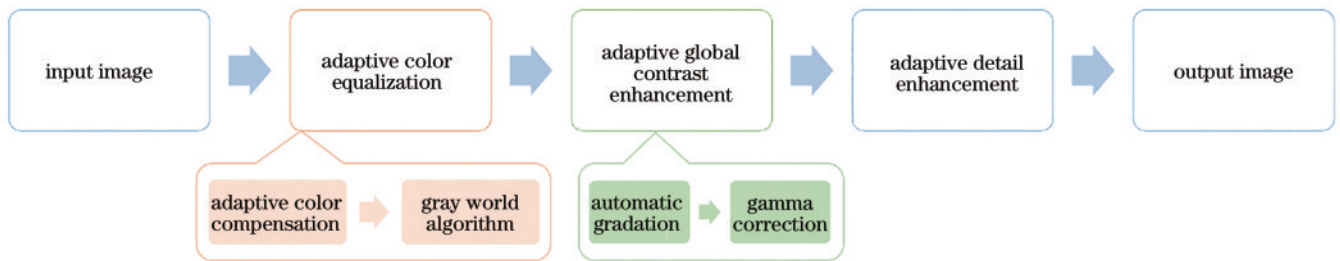 input image
adaptive color
equalization
adaptive global
contrast
enhancement
adaptive detail
enhancement
output image
adaptive color
compensation
gray world
algorithm
automatic
gradation
gamma
correction